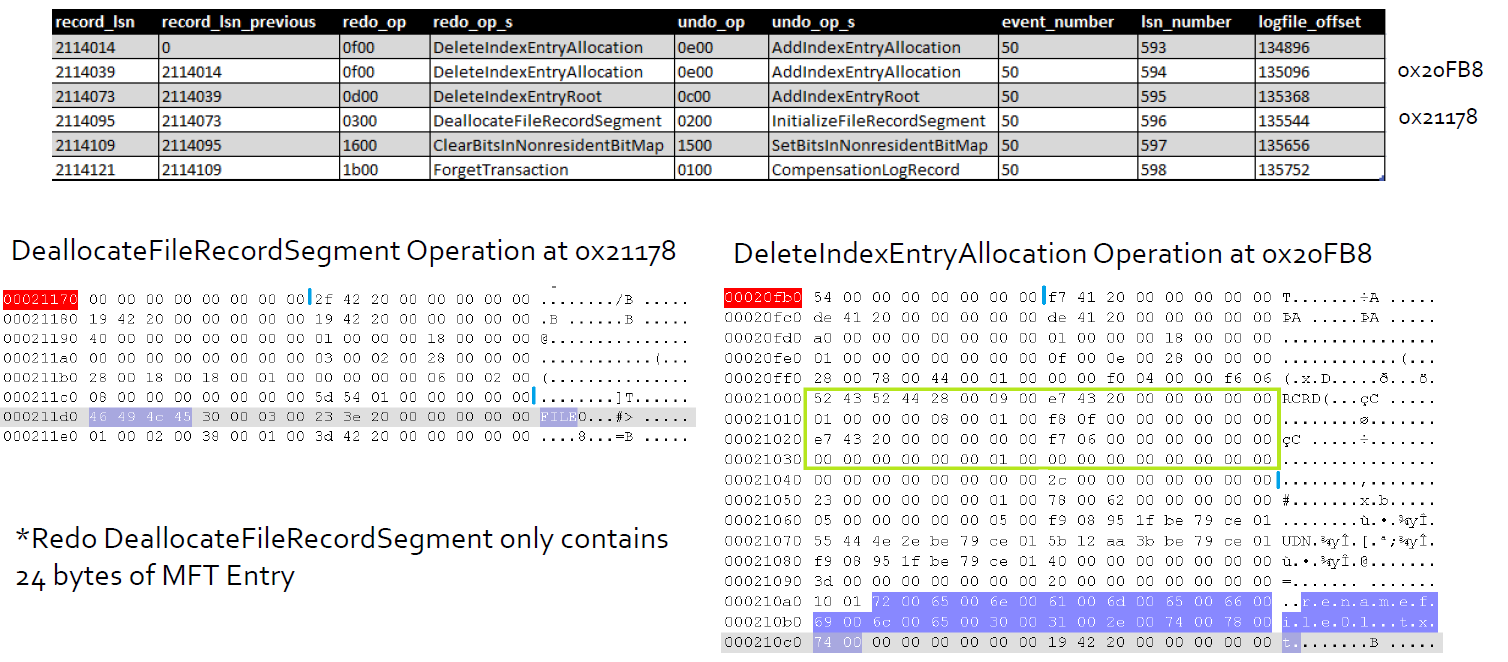 record_lsn record_lsn_previous redo_op redo_op_s undo_op undo_op_s event_number lsn_number logfile_offset
2114014 0 0f00 DeleteIndexEntryAllocation 0e00 AddIndexEntryAllocation 50 593 134896
2114039 2114014 0f00 DeleteIndexEntryAllocation 0e00 AddIndexEntryAllocation 50 594 135096 0x20FB8
2114073 2114039 0d00 DeleteIndexEntryRoot 0c00 AddIndexEntryRoot 50 595 135368
2114095 2114073 0300 DeallocateFileRecordSegment 0200 InitializeFileRecordSegment 50 596 135544 0x21178
2114109 2114095 1600 ClearBitsInNonresidentBitMap 1500 SetBitsInNonresidentBitMap 50 597 135656
2114121 2114109 1b00 ForgetTransaction 0100 CompensationLogRecord 50 598 135752
DeallocateFileRecordSegment Operation at 0x21178
00021170 00 00 00 00 00 00 00 00 2f 42 20 00 00 00 00 00 ......../B .....
00021180 19 42 20 00 00 00 00 00 19 42 20 00 00 00 00 00 .B ......B .....
00021190 40 00 00 00 00 00 00 00 01 00 00 00 18 00 00 00 @...............
000211a0 00 00 00 00 00 00 00 00 03 00 02 00 28 00 00 00 ............(...
000211b0 28 00 18 00 18 00 01 00 00 00 00 00 06 00 02 00 (...............
000211c0 08 00 00 00 00 00 00 00 5d 54 01 00 00 00 00 00 ........]T......
000211d0 46 49 4c 45 30 00 03 00 23 3e 20 00 00 00 00 00 FILE0...#> .....
000211e0 01 00 02 00 38 00 01 00 3d 42 20 00 00 00 00 00 ....8...=B .....
*Redo DeallocateFileRecordSegment only contains
24 bytes of MFT Entry
DeleteIndexEntryAllocation Operation at 0x20FB8
00020fb0 54 00 00 00 00 00 00 00 f7 41 20 00 00 00 00 00 T.......÷A .....
00020fc0 de 41 20 00 00 00 00 00 de 41 20 00 00 00 00 00 ÞA .....ÞA .....
00020fd0 a0 00 00 00 00 00 00 00 01 00 00 00 18 00 00 00 ................
00020fe0 01 00 00 00 00 00 00 00 0f 00 0e 00 28 00 00 00 ............(...
00020ff0 28 00 78 00 44 00 01 00 00 00 f0 04 00 00 f6 06 (.x.D.....ð...ö.
00021000 52 43 52 44 28 00 09 00 e7 43 20 00 00 00 00 00 RCRD(...çC .....
00021010 01 00 00 00 08 00 01 00 f8 0f 00 00 00 00 00 00 ........ø.......
00021020 e7 43 20 00 00 00 00 00 f7 06 00 00 00 00 00 00 çC .....÷.......
00021030 00 00 00 00 00 00 01 00 00 00 00 00 00 00 00 00 ................
00021040 00 00 00 00 00 00 00 00 2c 00 00 00 00 00 00 00 ........,.......
00021050 23 00 00 00 00 00 01 00 78 00 62 00 00 00 00 00 #.......x.b.....
00021060 05 00 00 00 00 00 05 00 f9 08 95 1f be 79 ce 01 ........ù.•.¾yÎ.
00021070 55 44 4e 2e be 79 ce 01 5b 12 aa 3b be 79 ce 01 UDN.¾yÎ.[.ª;¾yÎ.
00021080 f9 08 95 1f be 79 ce 01 40 00 00 00 00 00 00 00 ù.•.¾yÎ.@.......
00021090 3d 00 00 00 00 00 00 00 20 00 00 00 00 00 00 00 =....... .......
000210a0 10 01 72 00 65 00 6e 00 61 00 6d 00 65 00 66 00 ..r.e.n.a.m.e.f.
000210b0 69 00 6c 00 65 00 30 00 31 00 2e 00 74 00 78 00 i.l.e.0.1...t.x.
000210c0 74 00 00 00 00 00 00 00 19 42 20 00 00 00 00 00 t........B .....